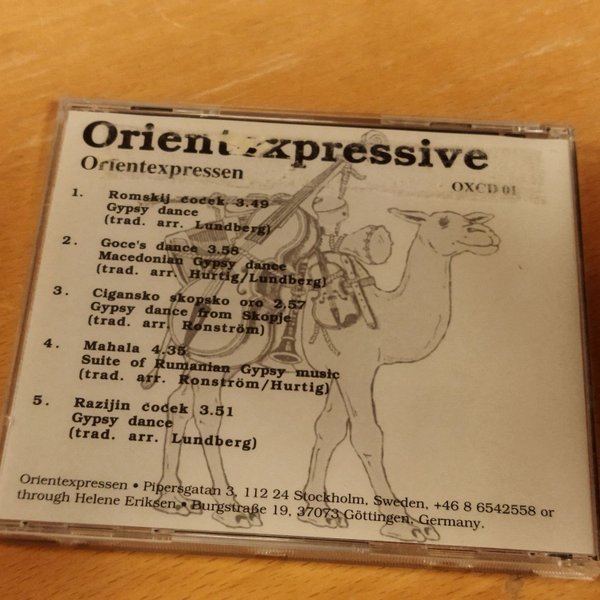 Orientexpressive
Orientexpressen
OXCD 01
1. Romskij čoček 3.49
Gypsy dance
(trad. arr. Lundberg)
2. Goce's dance 3.58
Macedonian Gypsy dance
(trad. arr. Hurtig/Lundberg)
3. Cigansko skopsko oro 2.57
Gypsy dance from Skopje
(trad. arr. Ronström)
4. Mahala 4.35
Suite of Rumanian Gypsy music
(trad. arr. Ronström/Hurtig)
5. Razijin čoček 3.51
Gypsy dance
(trad. arr. Lundberg)
Orientexpressen • Pipersgatan 3, 112 24 Stockholm, Sweden, +46 8 6542558 or
through Helene Eriksen • Burgstraße 19, 37073 Göttingen, Germany.